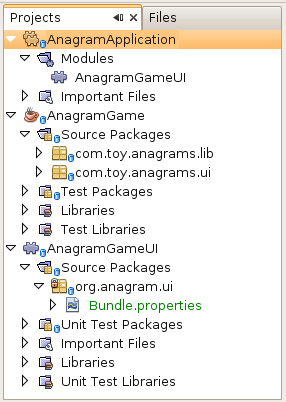 Projects
Files
AnagramApplication
Modules
AnagramGameUI
Important Files
AnagramGame
Source Packages
com.toy.anagrams.lib
com.toy.anagrams.ui
Test Packages
Libraries
Test Libraries
AnagramGameUI
Source Packages
org.anagram.ui
Bundle.properties
Unit Test Packages
Important Files
Libraries
Unit Test Libraries